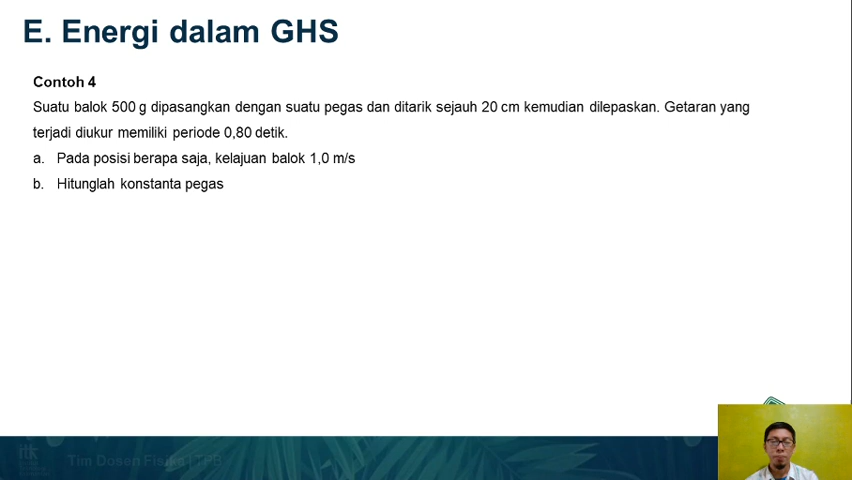 E. Energi dalam GHS
Contoh 4
Suatu balok 500 g dipasangkan dengan suatu pegas dan ditarik sejauh 20 cm kemudian dilepaskan. Getaran yang
terjadi diukur memiliki periode 0,80 detik.
a. Pada posisi berapa saja, kelajuan balok 1,0 m/s
b. Hitunglah konstanta pegas
itk
Tim Dosen Fisika | TPB